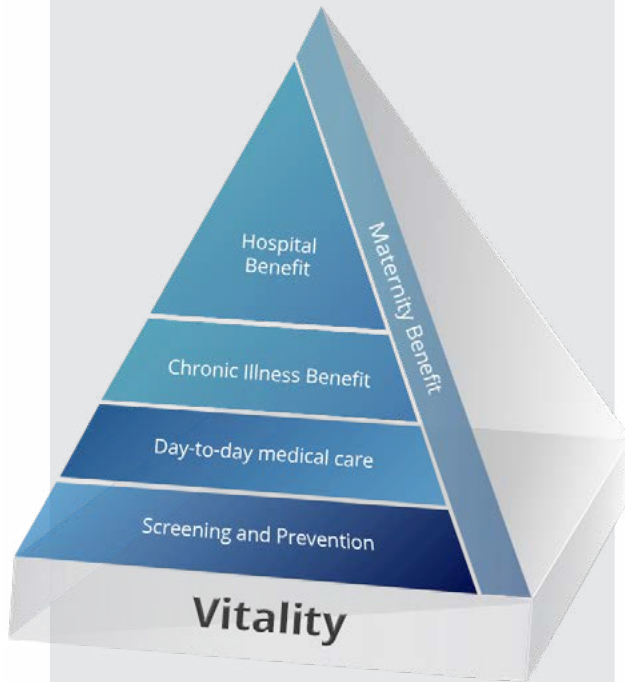 Hospital
Benefit
Maternity Benefit
Chronic Illness Benefit
Day-to-day medical care
Screening and Prevention
Vitality